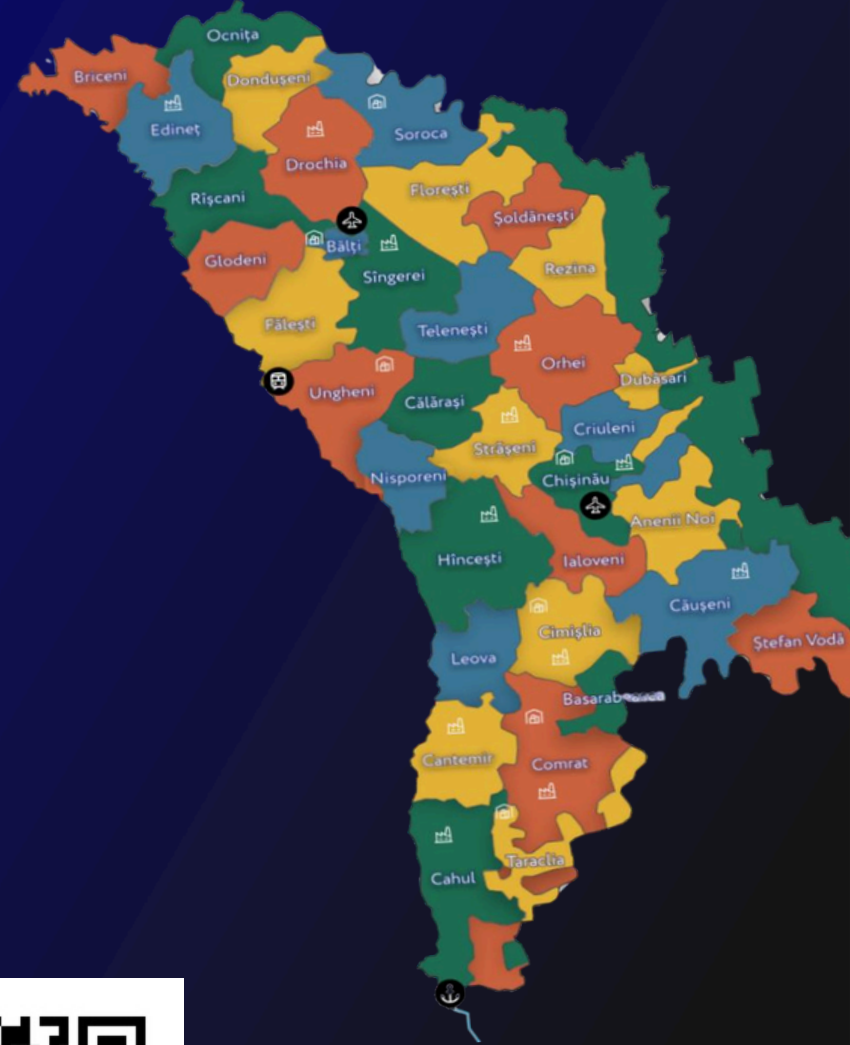 Ocnița
Briceni
Dondușeni
Edineț
Soroca
Drochia
Florești
Rîșcani
Șoldănești
Bălți
Glodeni
Rezina
Sîngerei
Fălești
Telenești
Orhei
Dubăsari
Ungheni
Călărași
Criuleni
Strășeni
Nisporeni
Chișinău
Anenii Noi
Hîncești
Ialoveni
Căușeni
Cimișlia
Ștefan Vodă
Leova
Cantemir
Comrat
Taraclia
Cahul